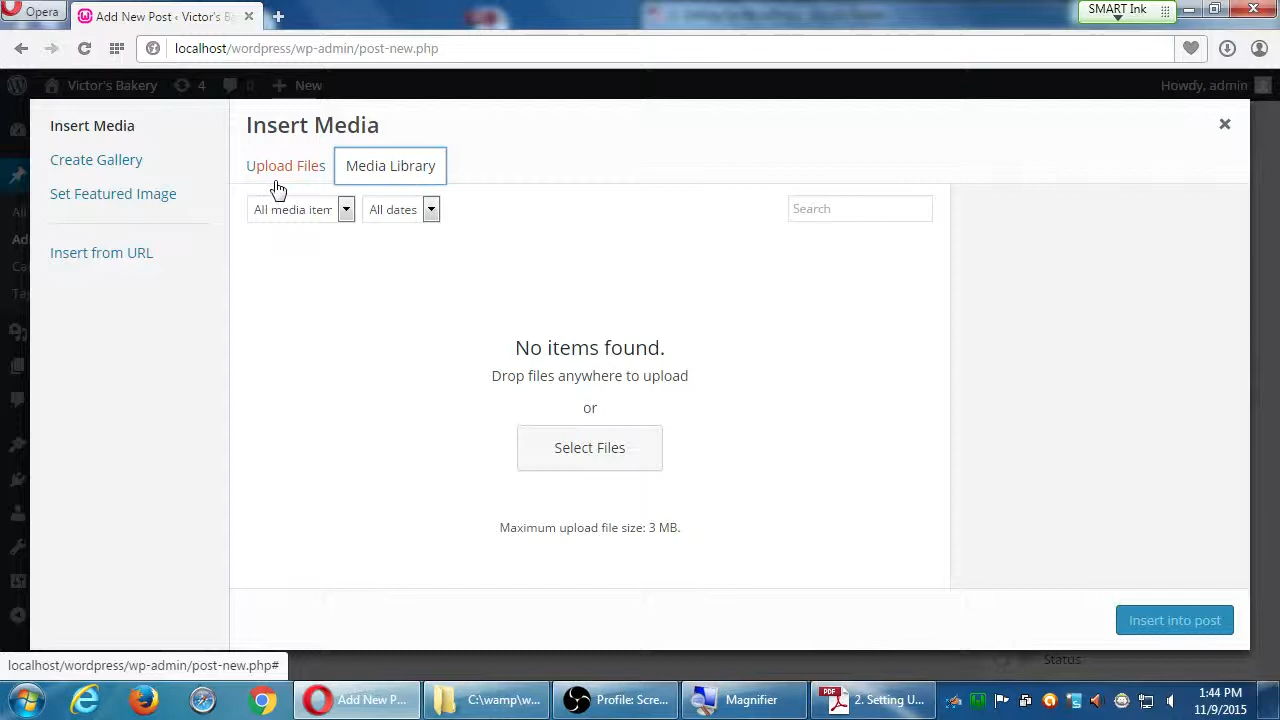 Opera
Add New Post ‹ Victor's Ba
SMART Ink
localhost/wordpress/wp-admin/post-new.php
Victor's Bakery
4
0
New
Howdy, admin
Insert Media
Create Gallery
Set Featured Image
Insert from URL
Insert Media
Upload Files
Media Library
All media item
All dates
Search
No items found.
Drop files anywhere to upload
or
Select Files
Maximum upload file size: 3 MB.
Insert into post
Status
localhost/wordpress/wp-admin/post-new.php#
Add New P...
C:\wamp\w...
Profile: Scre...
Magnifier
PDF
2. Setting U...
1:44 PM
11/9/2015